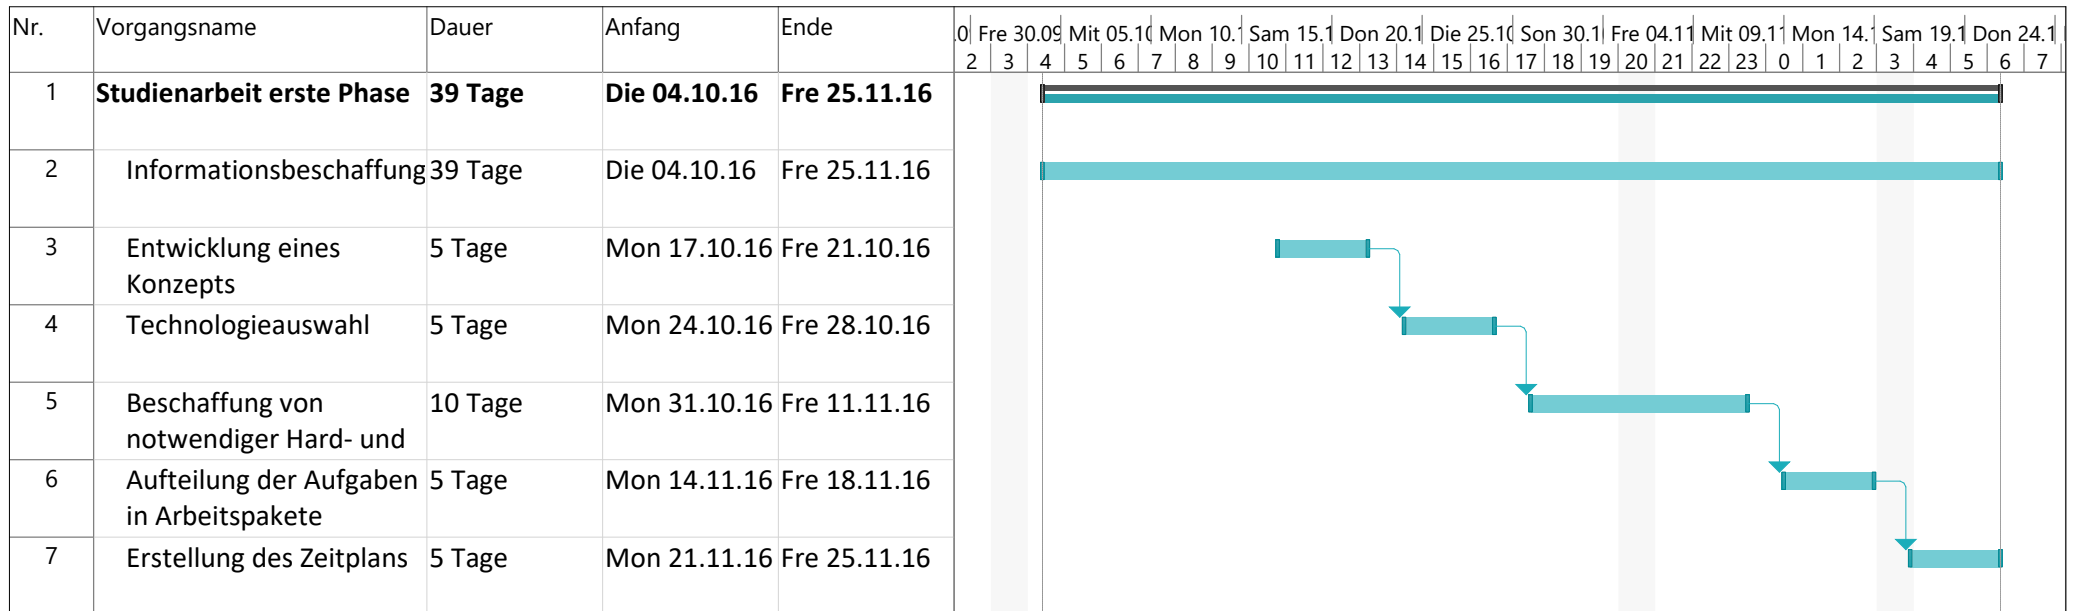 Nr. Vorgangsname Dauer Anfang Ende
.0 Fre 30.09 Mit 05.10 Mon 10.1 Sam 15.1 Don 20.1 Die 25.10 Son 30.1 Fre 04.11 Mit 09.11 Mon 14.1 Sam 19.1 Don 24.1
2 3 4 5 6 7 8 9 10 11 12 13 14 15 16 17 18 19 20 21 22 23 0 1 2 3 4 5 6 7
1 Studienarbeit erste Phase 39 Tage Die 04.10.16 Fre 25.11.16
2 Informationsbeschaffung 39 Tage Die 04.10.16 Fre 25.11.16
3 Entwicklung eines 5 Tage Mon 17.10.16 Fre 21.10.16
Konzepts
4 Technologieauswahl 5 Tage Mon 24.10.16 Fre 28.10.16
5 Beschaffung von 10 Tage Mon 31.10.16 Fre 11.11.16
notwendiger Hard- und
6 Aufteilung der Aufgaben 5 Tage Mon 14.11.16 Fre 18.11.16
in Arbeitspakete
7 Erstellung des Zeitplans 5 Tage Mon 21.11.16 Fre 25.11.16